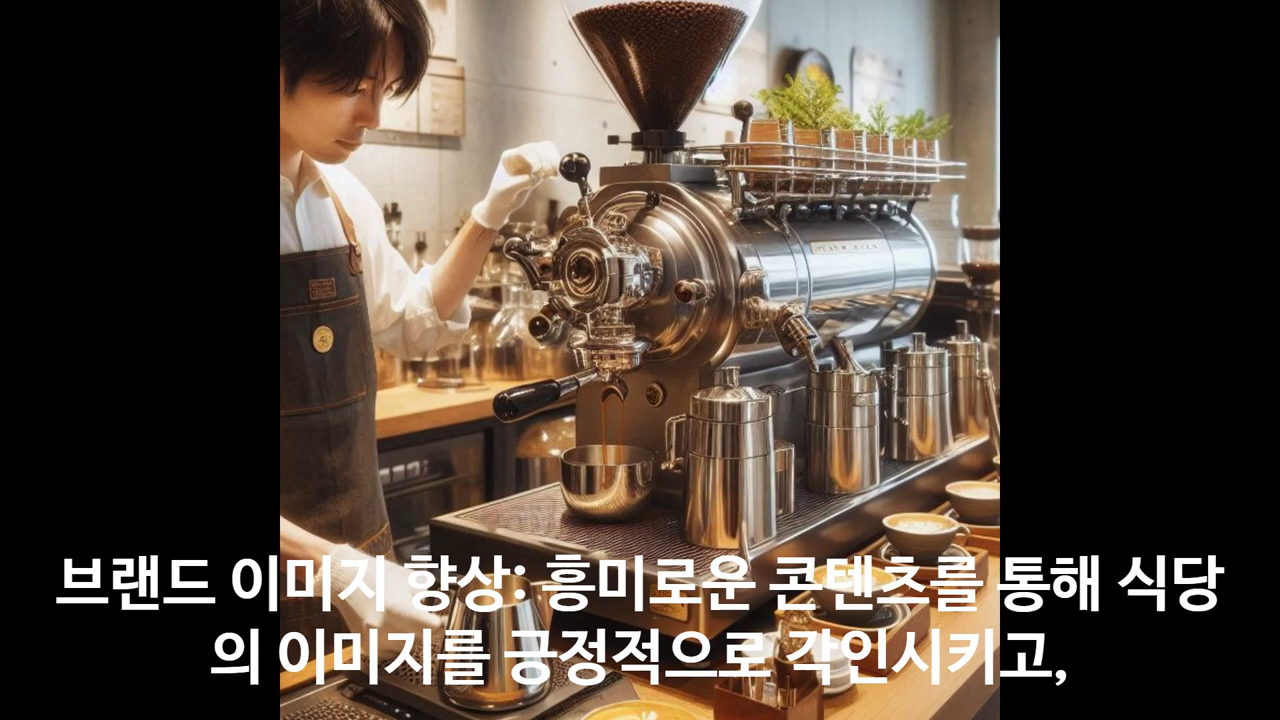 브랜드 이미지 향상: 흥미로운 콘텐츠를 통해 식당
의 이미지를 긍정적으로 각인시키고,